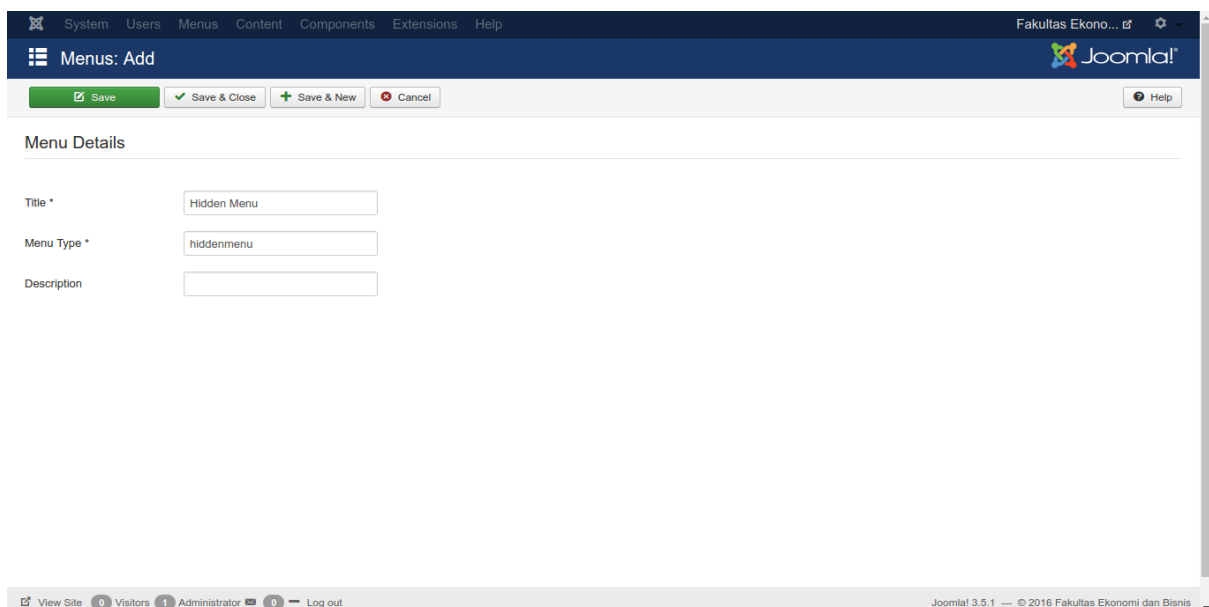 System Users Menus Content Components Extensions Help Fakultas Ekono...
Menus: Add Joomla!®
Save Save & Close Save & New Cancel Help
Menu Details
Title * Hidden Menu
Menu Type * hiddenmenu
Description
View Site 0 Visitors 1 Administrator 0 Log out Joomla! 3.5.1 — © 2016 Fakultas Ekonomi dan Bisnis